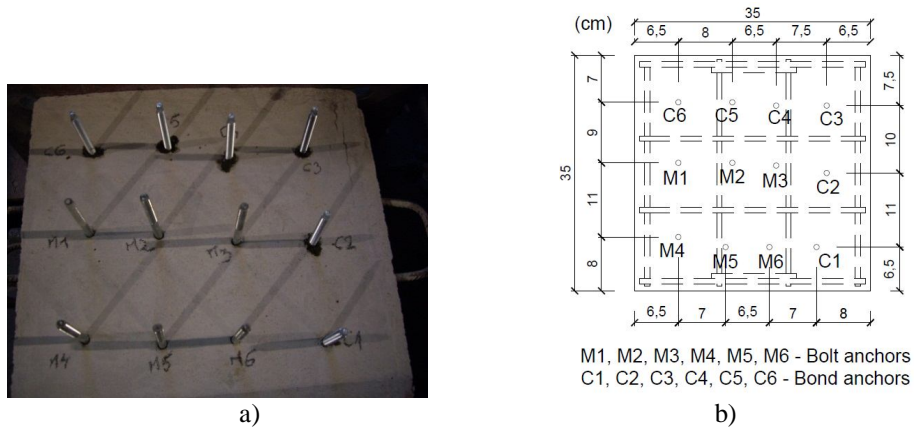 35
(cm)
6,5 8 6,5 7,5 6,5
7 9 11 8
35
7,5 10 11 6,5
C6 C5 C4 C3
M1 M2 M3 C2
M4 M5 M6 C1
6,5 7 6,5 7 8
M1, M2, M3, M4, M5, M6 - Bolt anchors
C1, C2, C3, C4, C5, C6 - Bond anchors
C6 5 C3
M1 M2 M3 C2
M4 M5 M6 C1
a) b)